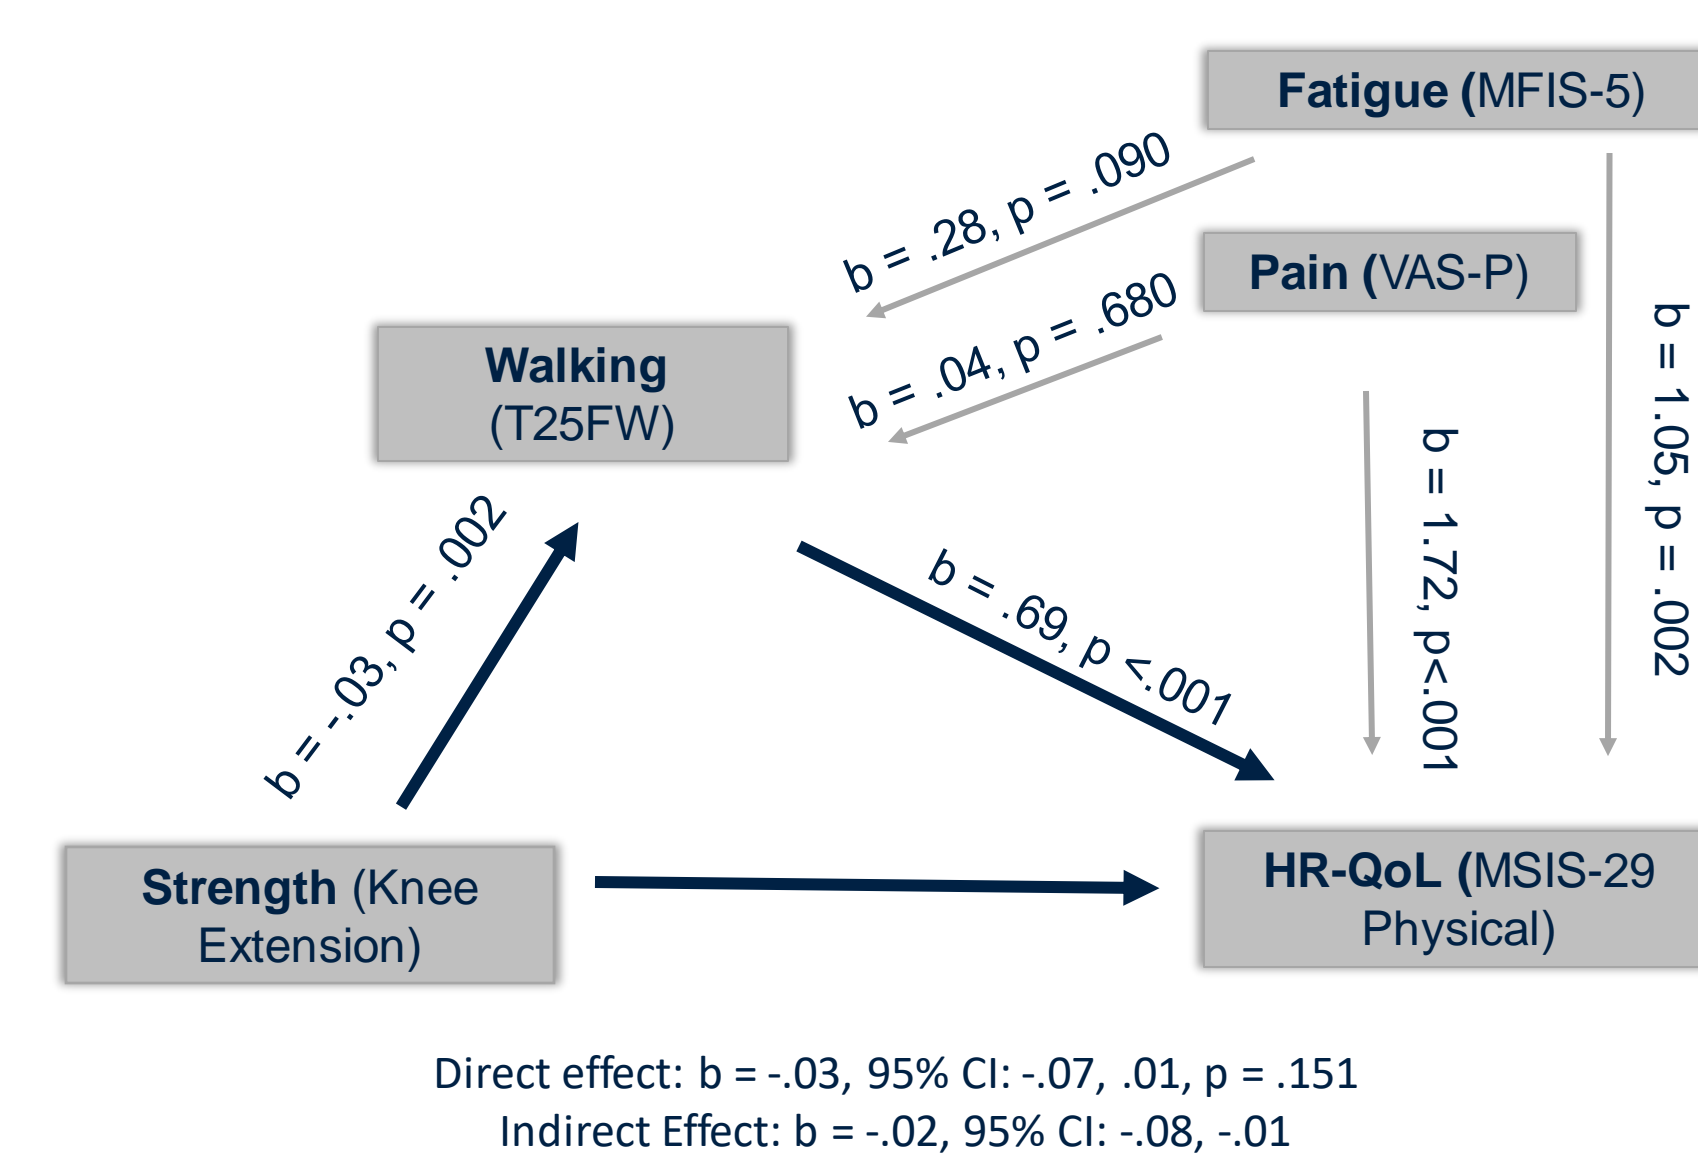 Fatigue (MFIS-5)
b = .28, p = .090
Pain (VAS-P)
b = .04, p = .680
Walking
(T25FW)
b = 1.05, p = .002
b = 1.72, p<.001
b = -.03, p = .002
b = .69, p <.001
Strength (Knee
Extension)
HR-QoL (MSIS-29
Physical)
Direct effect: b = -.03, 95% CI: -.07, .01, p = .151
Indirect Effect: b = -.02, 95% CI: -.08, -.01